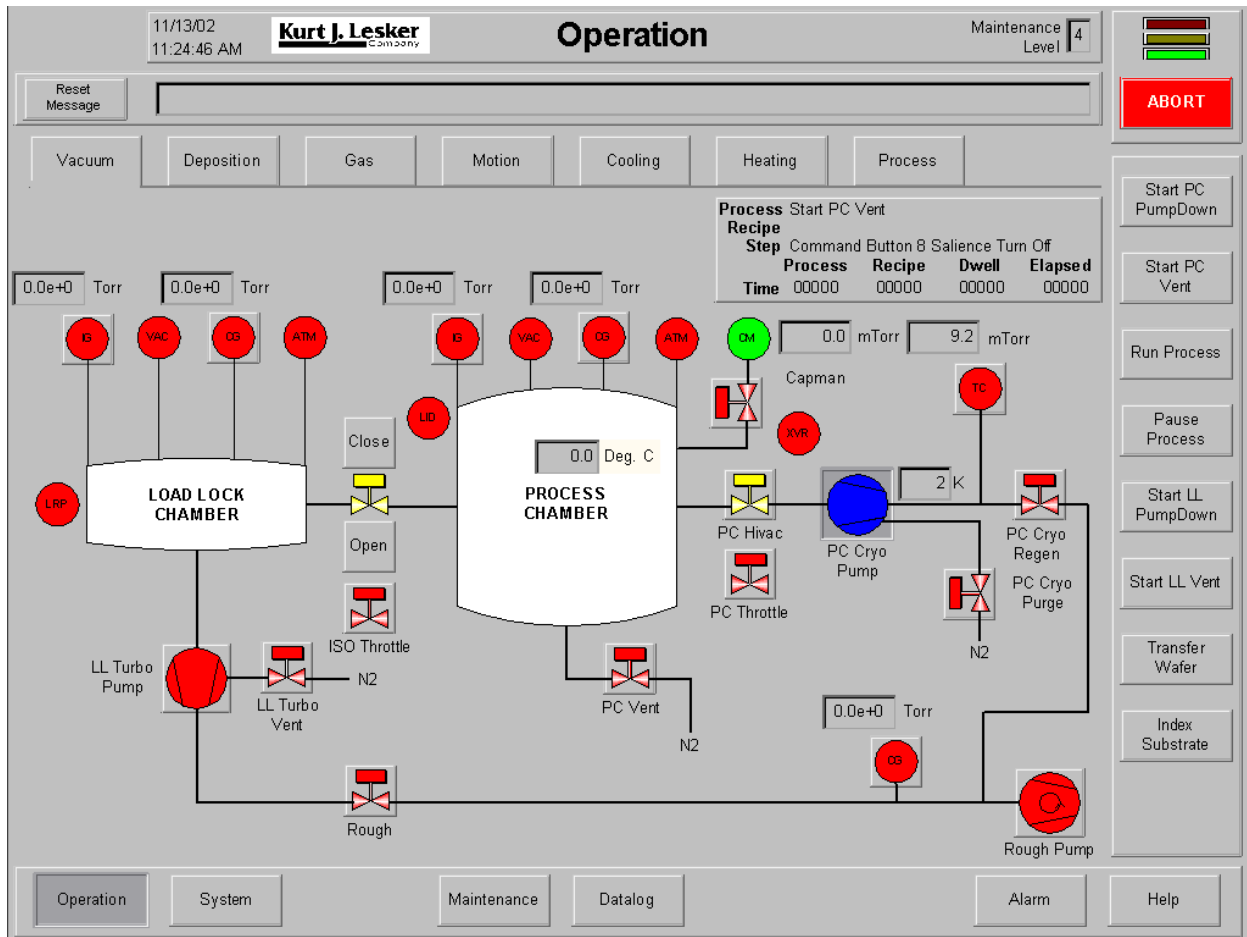 11/13/02
11:24:46 AM
Kurt J. Lesker
Company
Operation
Maintenance
Level
4
Reset
Message
ABORT
Vacuum
Deposition
Gas
Motion
Cooling
Heating
Process
Process Start PC Vent
Recipe
Step Command Button 8 Salience Turn Off
Process Recipe Dwell Elapsed
Time 00000 00000 00000 00000
Start PC
PumpDown
Start PC
Vent
Run Process
Pause
Process
Start LL
PumpDown
Start LL Vent
Transfer
Wafer
Index
Substrate
0.0e+0 Torr
0.0e+0 Torr
0.0e+0 Torr
0.0e+0 Torr
IG
VAC
CG
ATM
IG
VAC
CG
ATM
CM
0.0 mTorr
9.2 mTorr
Capman
TC
LID
XVR
Close
0.0 Deg. C
LRP
LOAD LOCK
CHAMBER
PROCESS
CHAMBER
2 K
PC Hivac
PC Cryo
Pump
PC Cryo
Regen
Open
PC Throttle
PC Cryo
Purge
ISO Throttle
N2
LL Turbo
Pump
N2
LL Turbo
Vent
PC Vent
N2
0.0e+0 Torr
CG
Rough
Rough Pump
Operation
System
Maintenance
Datalog
Alarm
Help